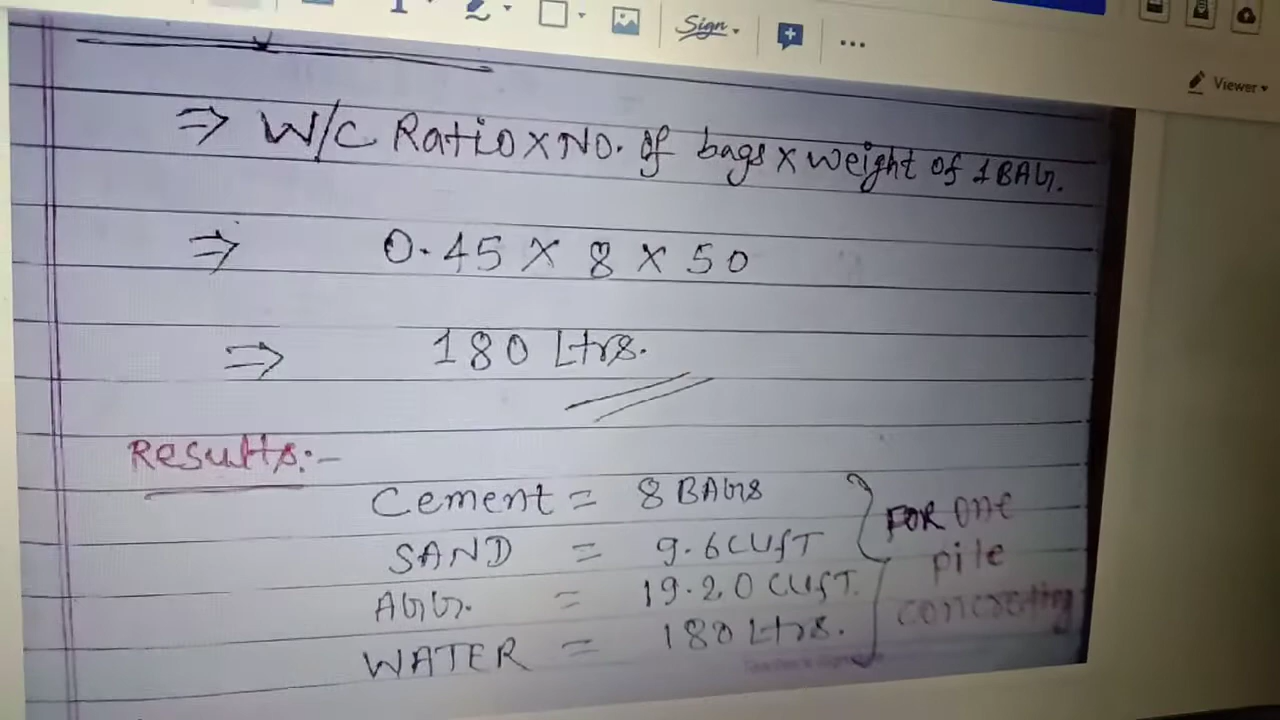 Sign
Viewer
⇒ W/C Ratio x No. of bags x weight of 1 BAG.
⇒ 0.45 x 8 x 50
⇒ 180 Ltrs.
Results:-
Cement = 8 BAGS
SAND = 9.6 CUFT
AGG. = 19.20 CUFT.
WATER = 180 Ltrs.
FOR one
pile
concreting